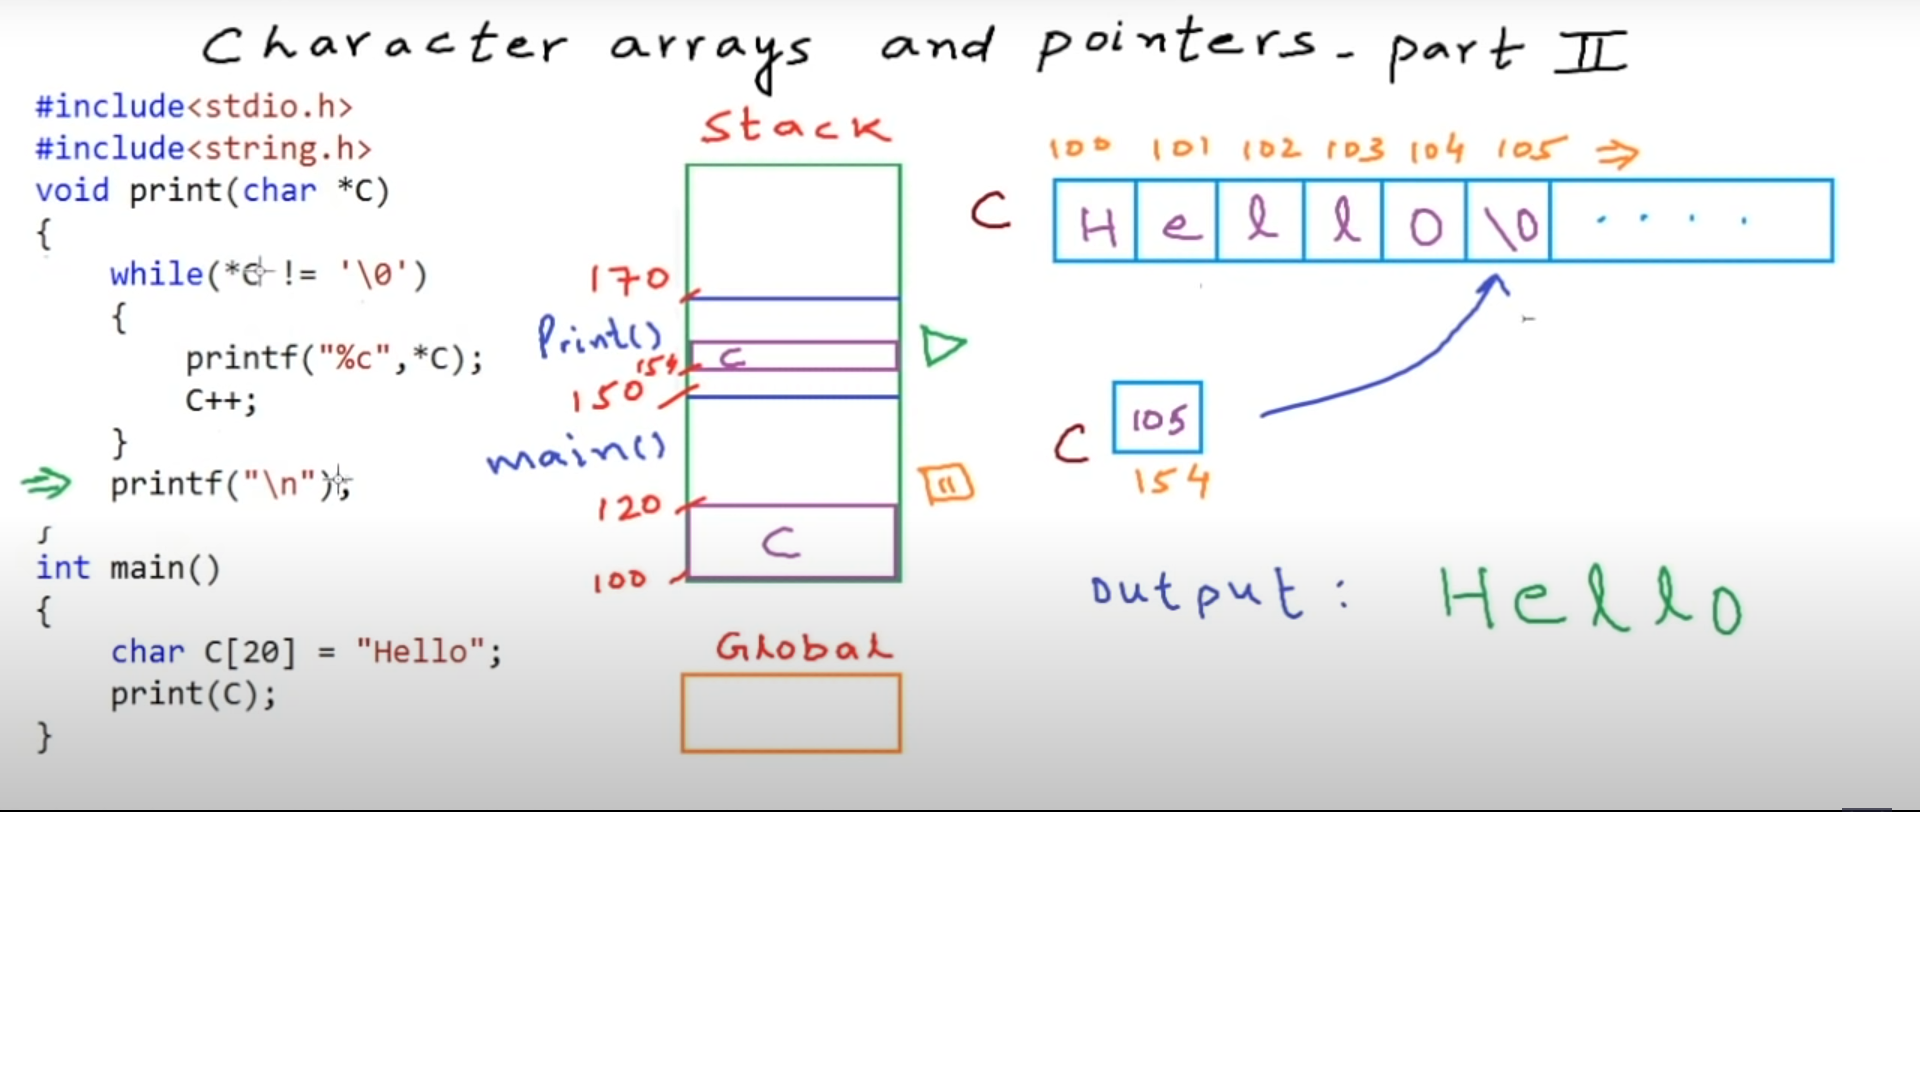 Character arrays and pointers - part II
#include<stdio.h>
#include<string.h>
void print(char *C)
{
while(*C != '\0')
{
printf("%c",*C);
C++;
}
printf("\n");
}
int main()
{
char C[20] = "Hello";
print(C);
}
Stack
170
Print()
154
C
150
main()
120
C
100
Global
100 101 102 103 104 105 ⇒
C H e l l o \0 . . . .
C 105
154
output: Hello